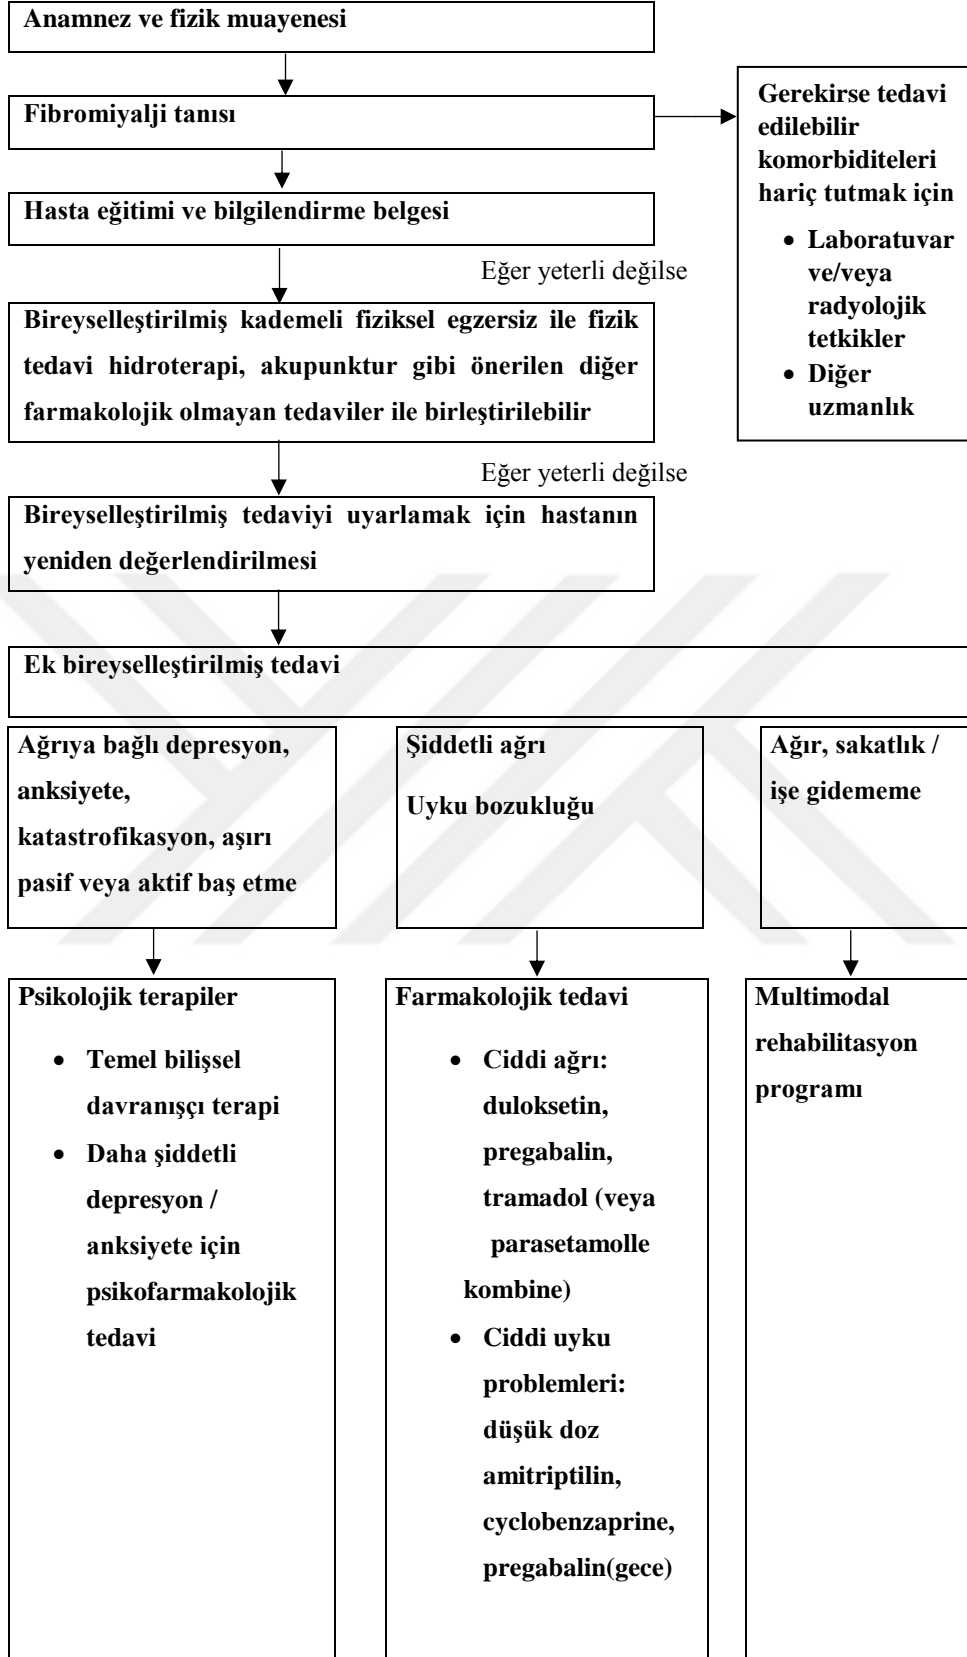 Anamnez ve fizik muayenesi
Fibromiyalji tanısı
Gerekirse tedavi
edilebilir
komorbiditeleri
hariç tutmak için
• Laboratuvar
ve/veya
radyolojik
tetkikler
• Diğer
uzmanlık
Hasta eğitimi ve bilgilendirme belgesi
Eğer yeterli değilse
Bireyselleştirilmiş kademeli fiziksel egzersiz ile fizik
tedavi hidroterapi, akupunktur gibi önerilen diğer
farmakolojik olmayan tedaviler ile birleştirilebilir
Eğer yeterli değilse
Bireyselleştirilmiş tedaviyi uyarlamak için hastanın
yeniden değerlendirilmesi
Ek bireyselleştirilmiş tedavi
Ağrıya bağlı depresyon,
anksiyete,
katastrofikasyon, aşırı
pasif veya aktif baş etme
Şiddetli ağrı
Uyku bozukluğu
Ağır, sakatlık /
işe gidememe
Psikolojik terapiler
• Temel bilişsel
davranışçı terapi
• Daha şiddetli
depresyon /
anksiyete için
psikofarmakolojik
tedavi
Farmakolojik tedavi
• Ciddi ağrı:
duloksetin,
pregabalin,
tramadol (veya
parasetamolle
kombine)
• Ciddi uyku
problemleri:
düşük doz
amitriptilin,
cyclobenzaprine,
pregabalin(gece)
Multimodal
rehabilitasyon
programı